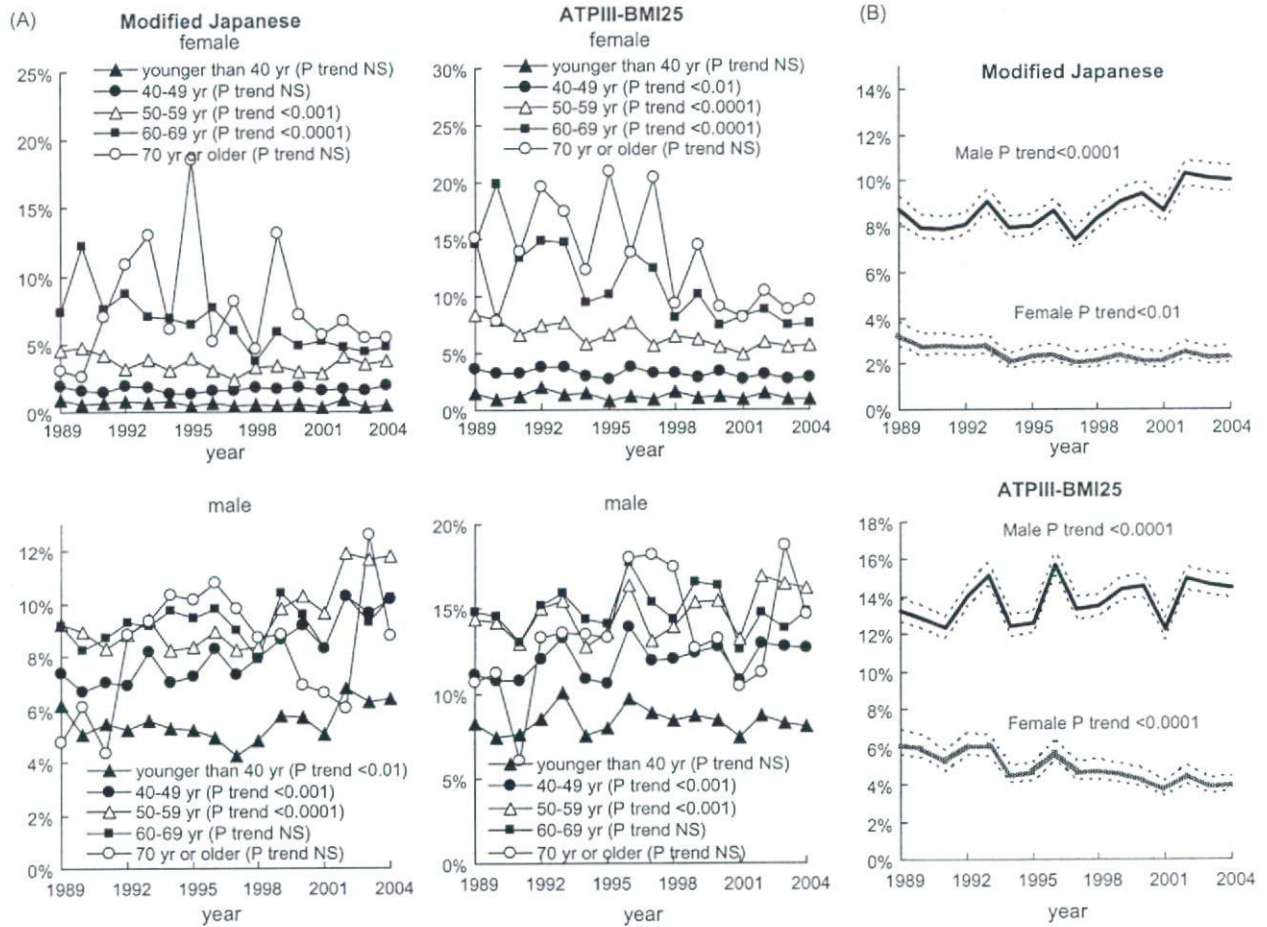 (A)
Modified Japanese
female
25%
20%
15%
10%
5%
0%
younger than 40 yr (P trend NS)
40-49 yr (P trend NS)
50-59 yr (P trend <0.001)
60-69 yr (P trend <0.0001)
70 yr or older (P trend NS)
1989 1992 1995 1998 2001 2004
year
ATPIII-BMI25
female
30%
25%
20%
15%
10%
5%
0%
younger than 40 yr (P trend NS)
40-49 yr (P trend <0.01)
50-59 yr (P trend <0.0001)
60-69 yr (P trend <0.0001)
70 yr or older (P trend NS)
1989 1992 1995 1998 2001 2004
year
male
12%
10%
8%
6%
4%
2%
0%
younger than 40 yr (P trend <0.01)
40-49 yr (P trend <0.001)
50-59 yr (P trend <0.0001)
60-69 yr (P trend NS)
70 yr or older (P trend NS)
1989 1992 1995 1998 2001 2004
year
male
20%
15%
10%
5%
0%
younger than 40 yr (P trend NS)
40-49 yr (P trend <0.001)
50-59 yr (P trend <0.001)
60-69 yr (P trend NS)
70 yr or older (P trend NS)
1989 1992 1995 1998 2001 2004
year
(B)
Modified Japanese
14%
12%
10%
8%
6%
4%
2%
0%
Male P trend<0.0001
Female P trend<0.01
1989 1992 1995 1998 2001 2004
year
ATPIII-BMI25
18%
16%
14%
12%
10%
8%
6%
4%
2%
0%
Male P trend <0.0001
Female P trend <0.0001
1989 1992 1995 1998 2001 2004
year